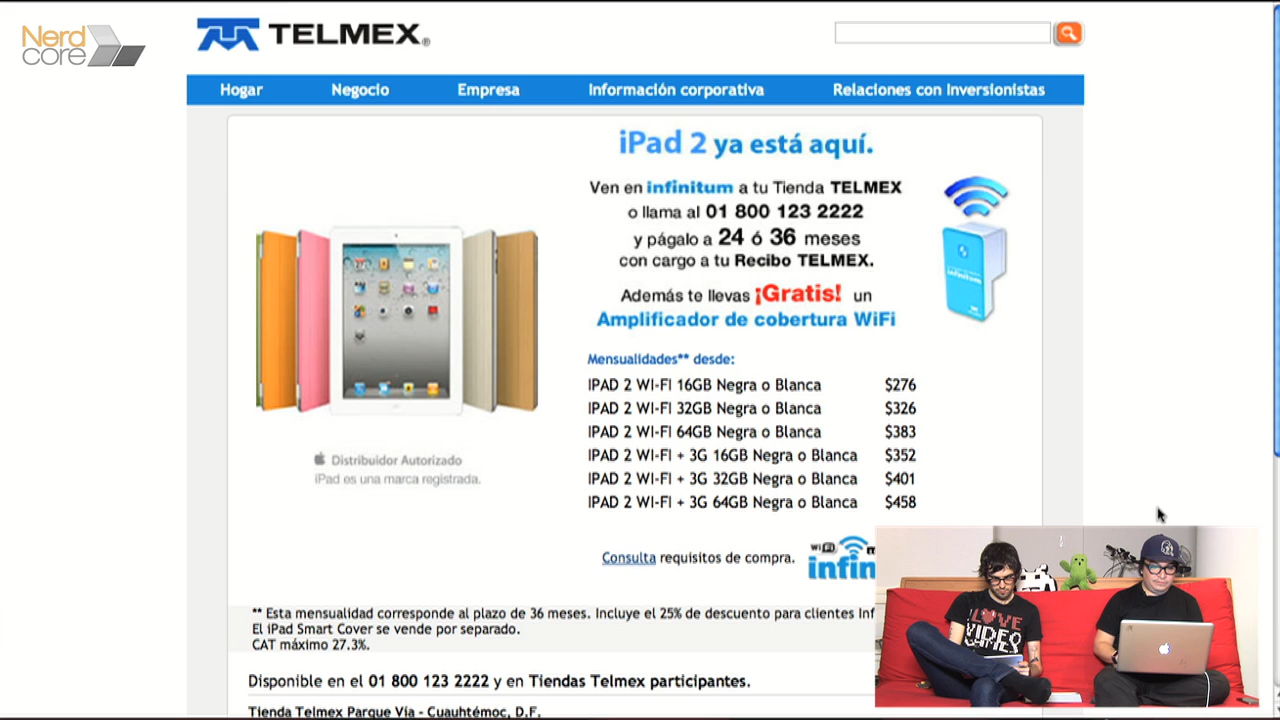 Nerd
core
TELMEX®
Hogar
Negocio
Empresa
Información corporativa
Relaciones con Inversionistas
iPad 2 ya está aquí.
Ven en infinitum a tu Tienda TELMEX
o llama al 01 800 123 2222
y págalo a 24 ó 36 meses
con cargo a tu Recibo TELMEX.
Además te llevas ¡Gratis! un
Amplificador de cobertura WiFi
infinitum
Distribuidor Autorizado
iPad es una marca registrada.
Mensualidades** desde:
IPAD 2 WI-FI 16GB Negra o Blanca $276
IPAD 2 WI-FI 32GB Negra o Blanca $326
IPAD 2 WI-FI 64GB Negra o Blanca $383
IPAD 2 WI-FI + 3G 16GB Negra o Blanca $352
IPAD 2 WI-FI + 3G 32GB Negra o Blanca $401
IPAD 2 WI-FI + 3G 64GB Negra o Blanca $458
Consulta requisitos de compra.
WiFi
infin
** Esta mensualidad corresponde al plazo de 36 meses. Incluye el 25% de descuento para clientes Inf
El iPad Smart Cover se vende por separado.
CAT máximo 27.3%.
Disponible en el 01 800 123 2222 y en Tiendas Telmex participantes.
Tienda Telmex Parque Vía - Cuauhtémoc, D.F.
I LOVE
VIDEO
GAMES